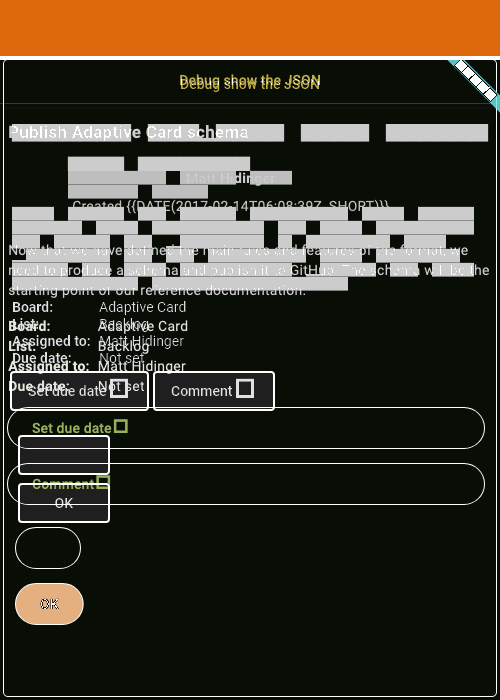 Debug show the JSON
Debug show the JSON
Publish Adaptive Card schema
Matt Hidinger
Created {{DATE(2017-02-14T06:08:39Z, SHORT)}}
Now that we have defined the main rules and features of the format, we
need to produce a schema and publish it to GitHub. The schema will be the
starting point of our reference documentation.
Board: Adaptive Card
List: Backlog
Board: Adaptive Card
Assigned to: Matt Hidinger
List: Backlog
Due date: Not set
Assigned to: Matt Hidinger
Due date: Not set
Set due date
Comment
Set due date
Comment
OK
OK